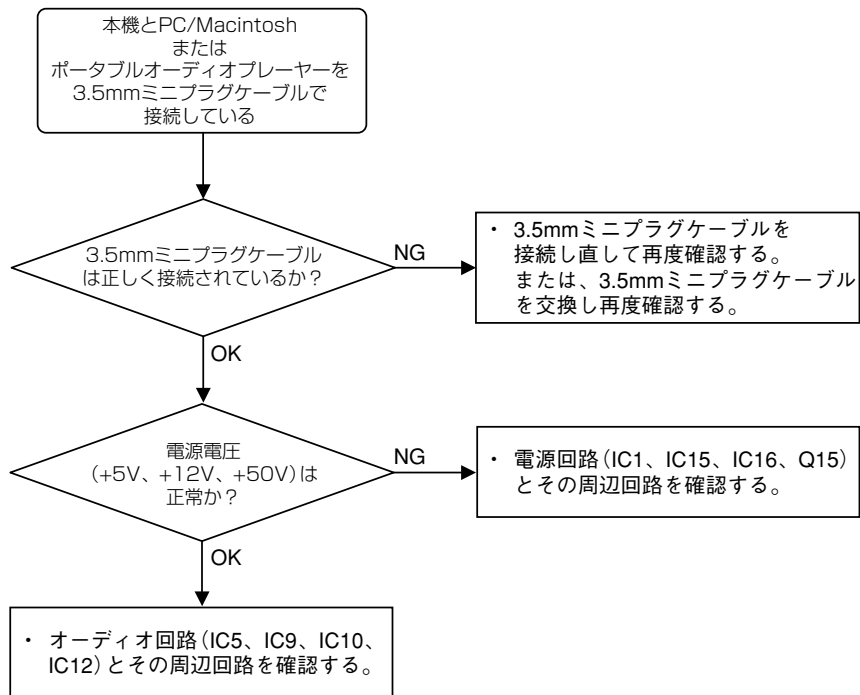 本機とPC/Macintosh
または
ポータブルオーディオプレーヤーを
3.5mmミニプラグケーブルで
接続している
3.5mmミニプラグケーブル
は正しく接続されているか？
NG
・ 3.5mmミニプラグケーブルを
接続し直して再度確認する。
または、3.5mmミニプラグケーブル
を交換し再度確認する。
OK
電源電圧
（+5V、+12V、+50V）は
正常か？
NG
・ 電源回路（IC1、IC15、IC16、Q15）
とその周辺回路を確認する。
OK
・ オーディオ回路（IC5、IC9、IC10、
IC12）とその周辺回路を確認する。